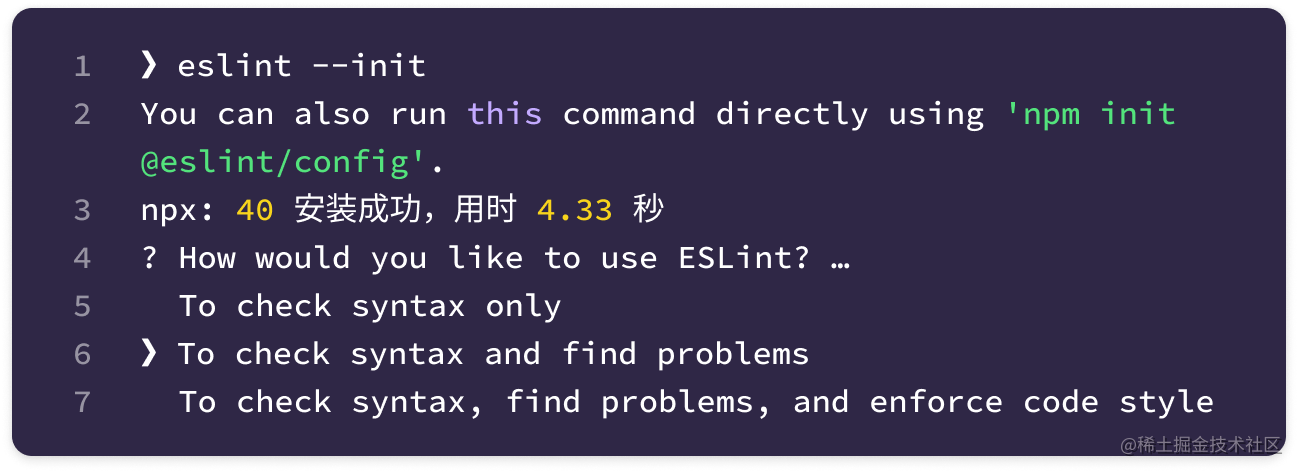 1 ❯ eslint --init
2 You can also run this command directly using 'npm init
@eslint/config'.
3 npx: 40 安装成功，用时 4.33 秒
4 ? How would you like to use ESLint? …
5 To check syntax only
6 ❯ To check syntax and find problems
7 To check syntax, find problems, and enforce code style
@稀土掘金技术社区